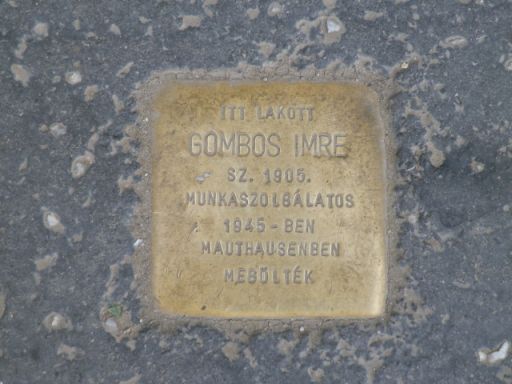 ITT LAKOTT
GOMBOS IMRE
SZ. 1905.
MUNKASZOLGÁLATOS
1945-BEN
MAUTHAUSENBEN
MEGÖLTÉK